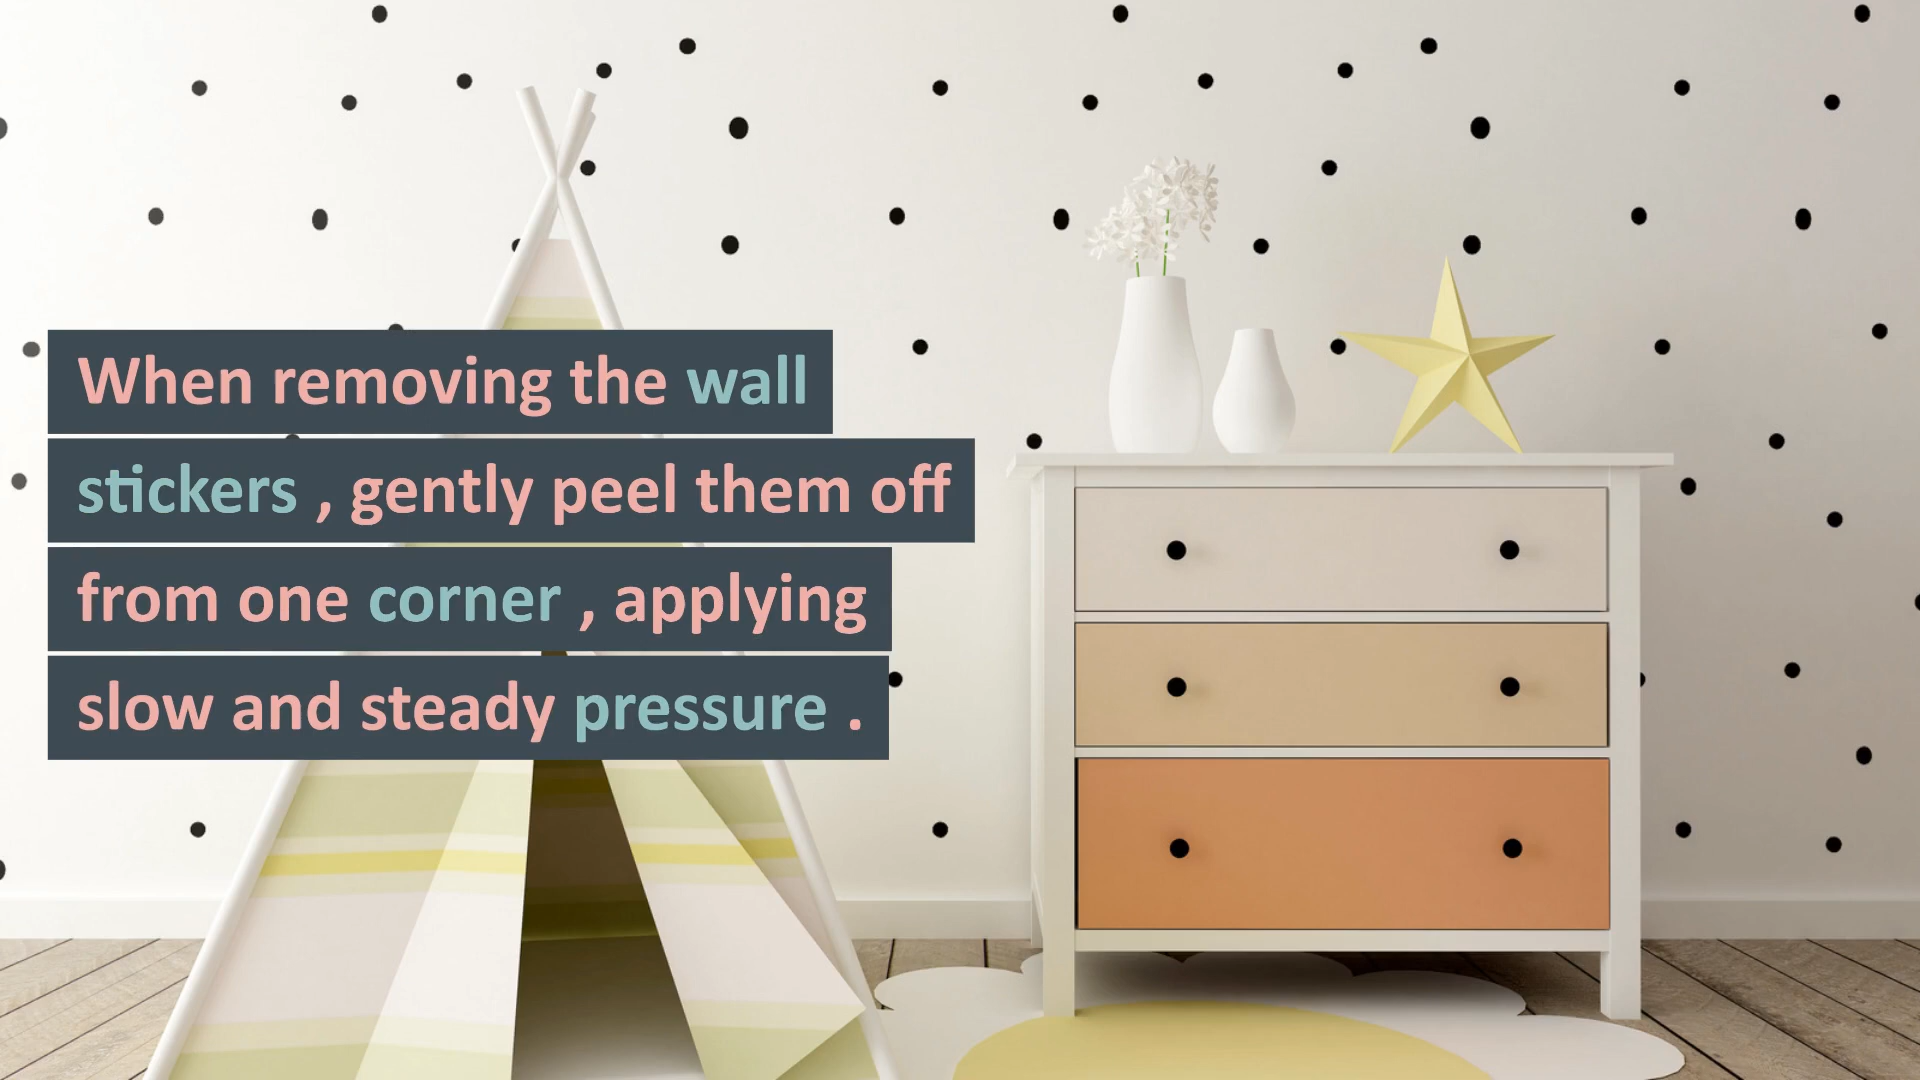 When removing the wall
stickers , gently peel them off
from one corner , applying
slow and steady pressure .